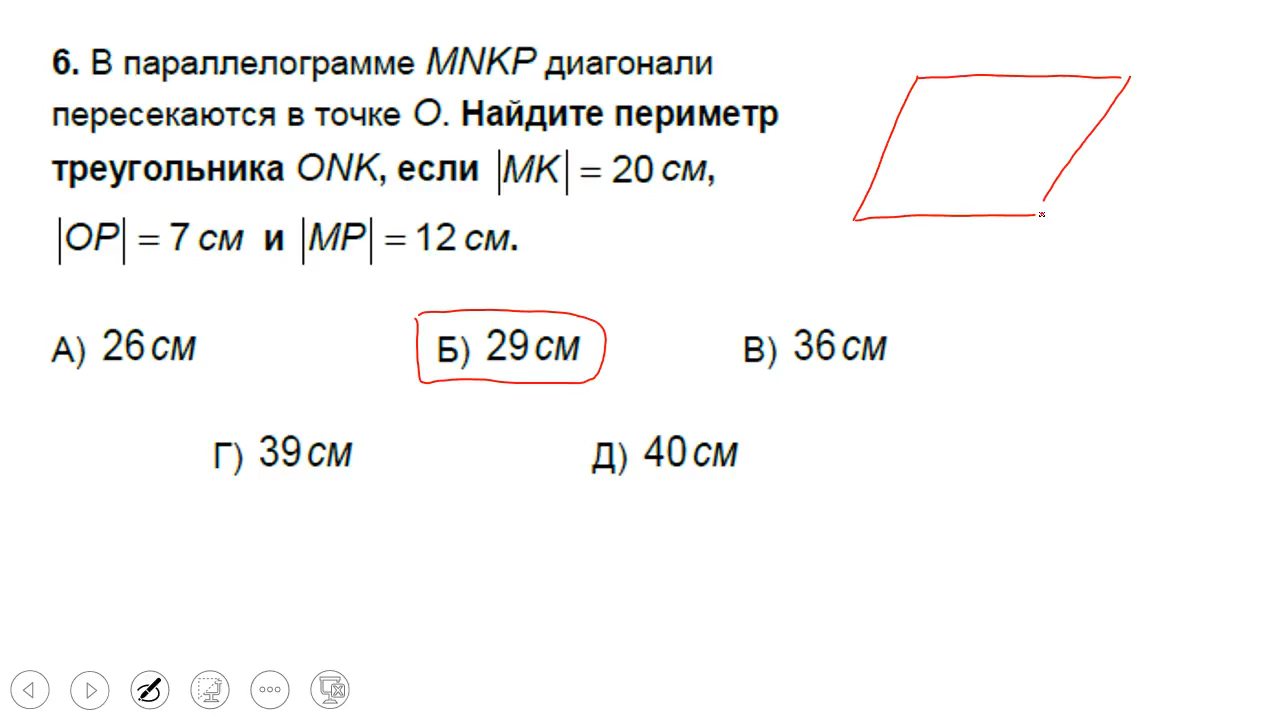 6. В параллелограмме MNKP диагонали
пересекаются в точке O. Найдите периметр
треугольника ONK, если |MK| = 20 см,
|OP| = 7 см и |MP| = 12 см.
А) 26 см Б) 29 см В) 36 см
Г) 39 см Д) 40 см